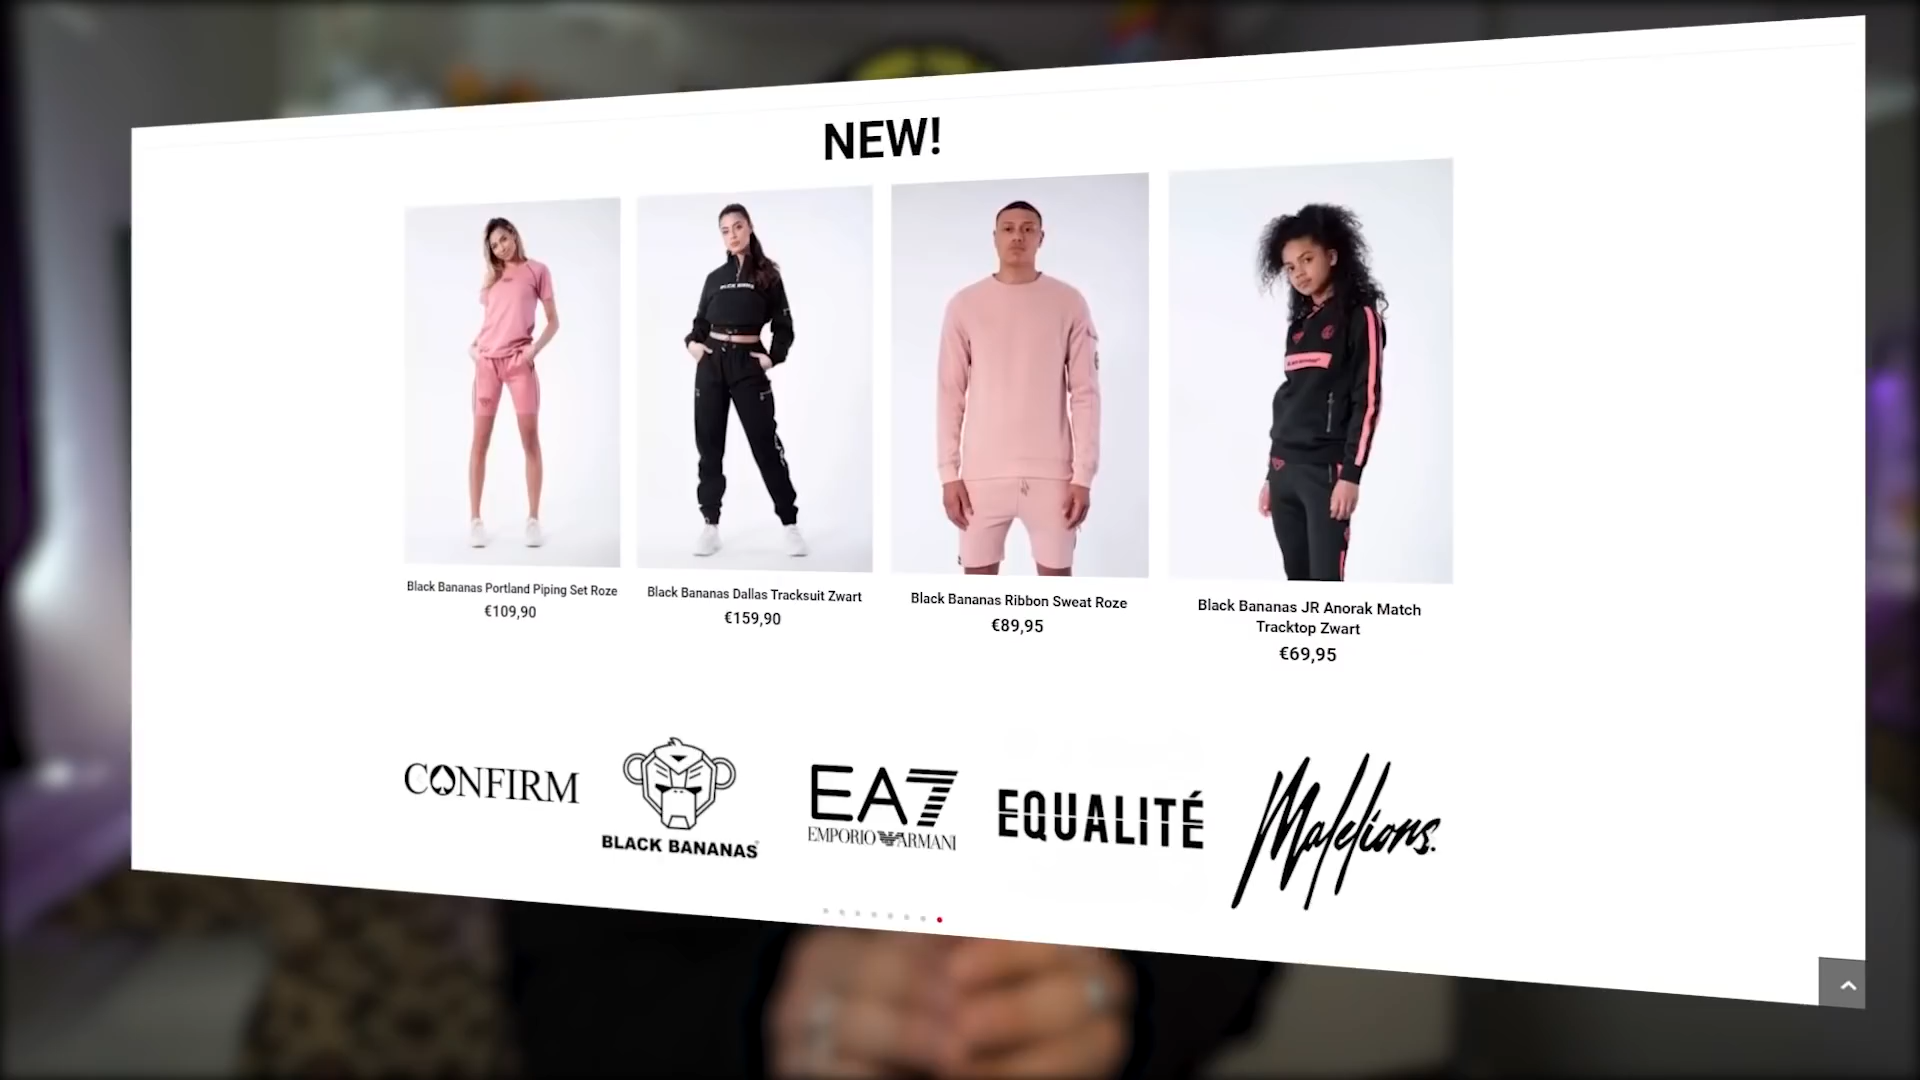 NEW!
Black Bananas Portland Piping Set Roze
€109,90
Black Bananas Dallas Tracksuit Zwart
€159,90
Black Bananas Ribbon Sweat Roze
€89,95
Black Bananas JR Anorak Match
Tracktop Zwart
€69,95
CONFIRM
BLACK BANANAS
EA7
EMPORIO ARMANI
EQUALITÉ
Malelions.